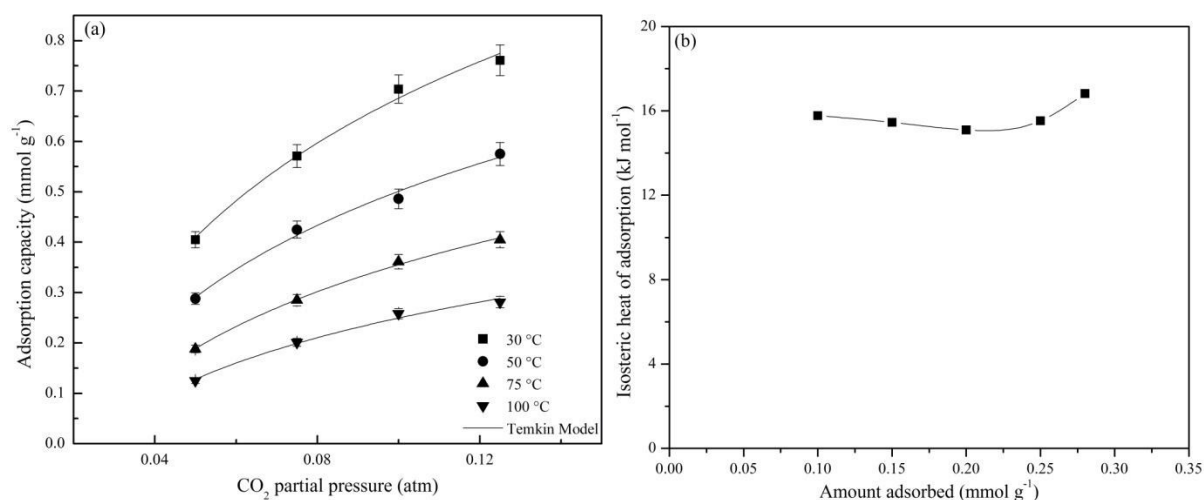 (a)
0.8
0.7
0.6
0.5
0.4
0.3
0.2
0.1
0.0
Adsorption capacity (mmol g⁻¹)
30 °C
50 °C
75 °C
100 °C
Temkin Model
0.04 0.08 0.12
CO₂ partial pressure (atm)
(b)
20
16
12
8
4
0
Isosteric heat of adsorption (kJ mol⁻¹)
0.00 0.05 0.10 0.15 0.20 0.25 0.30 0.35
Amount adsorbed (mmol g⁻¹)